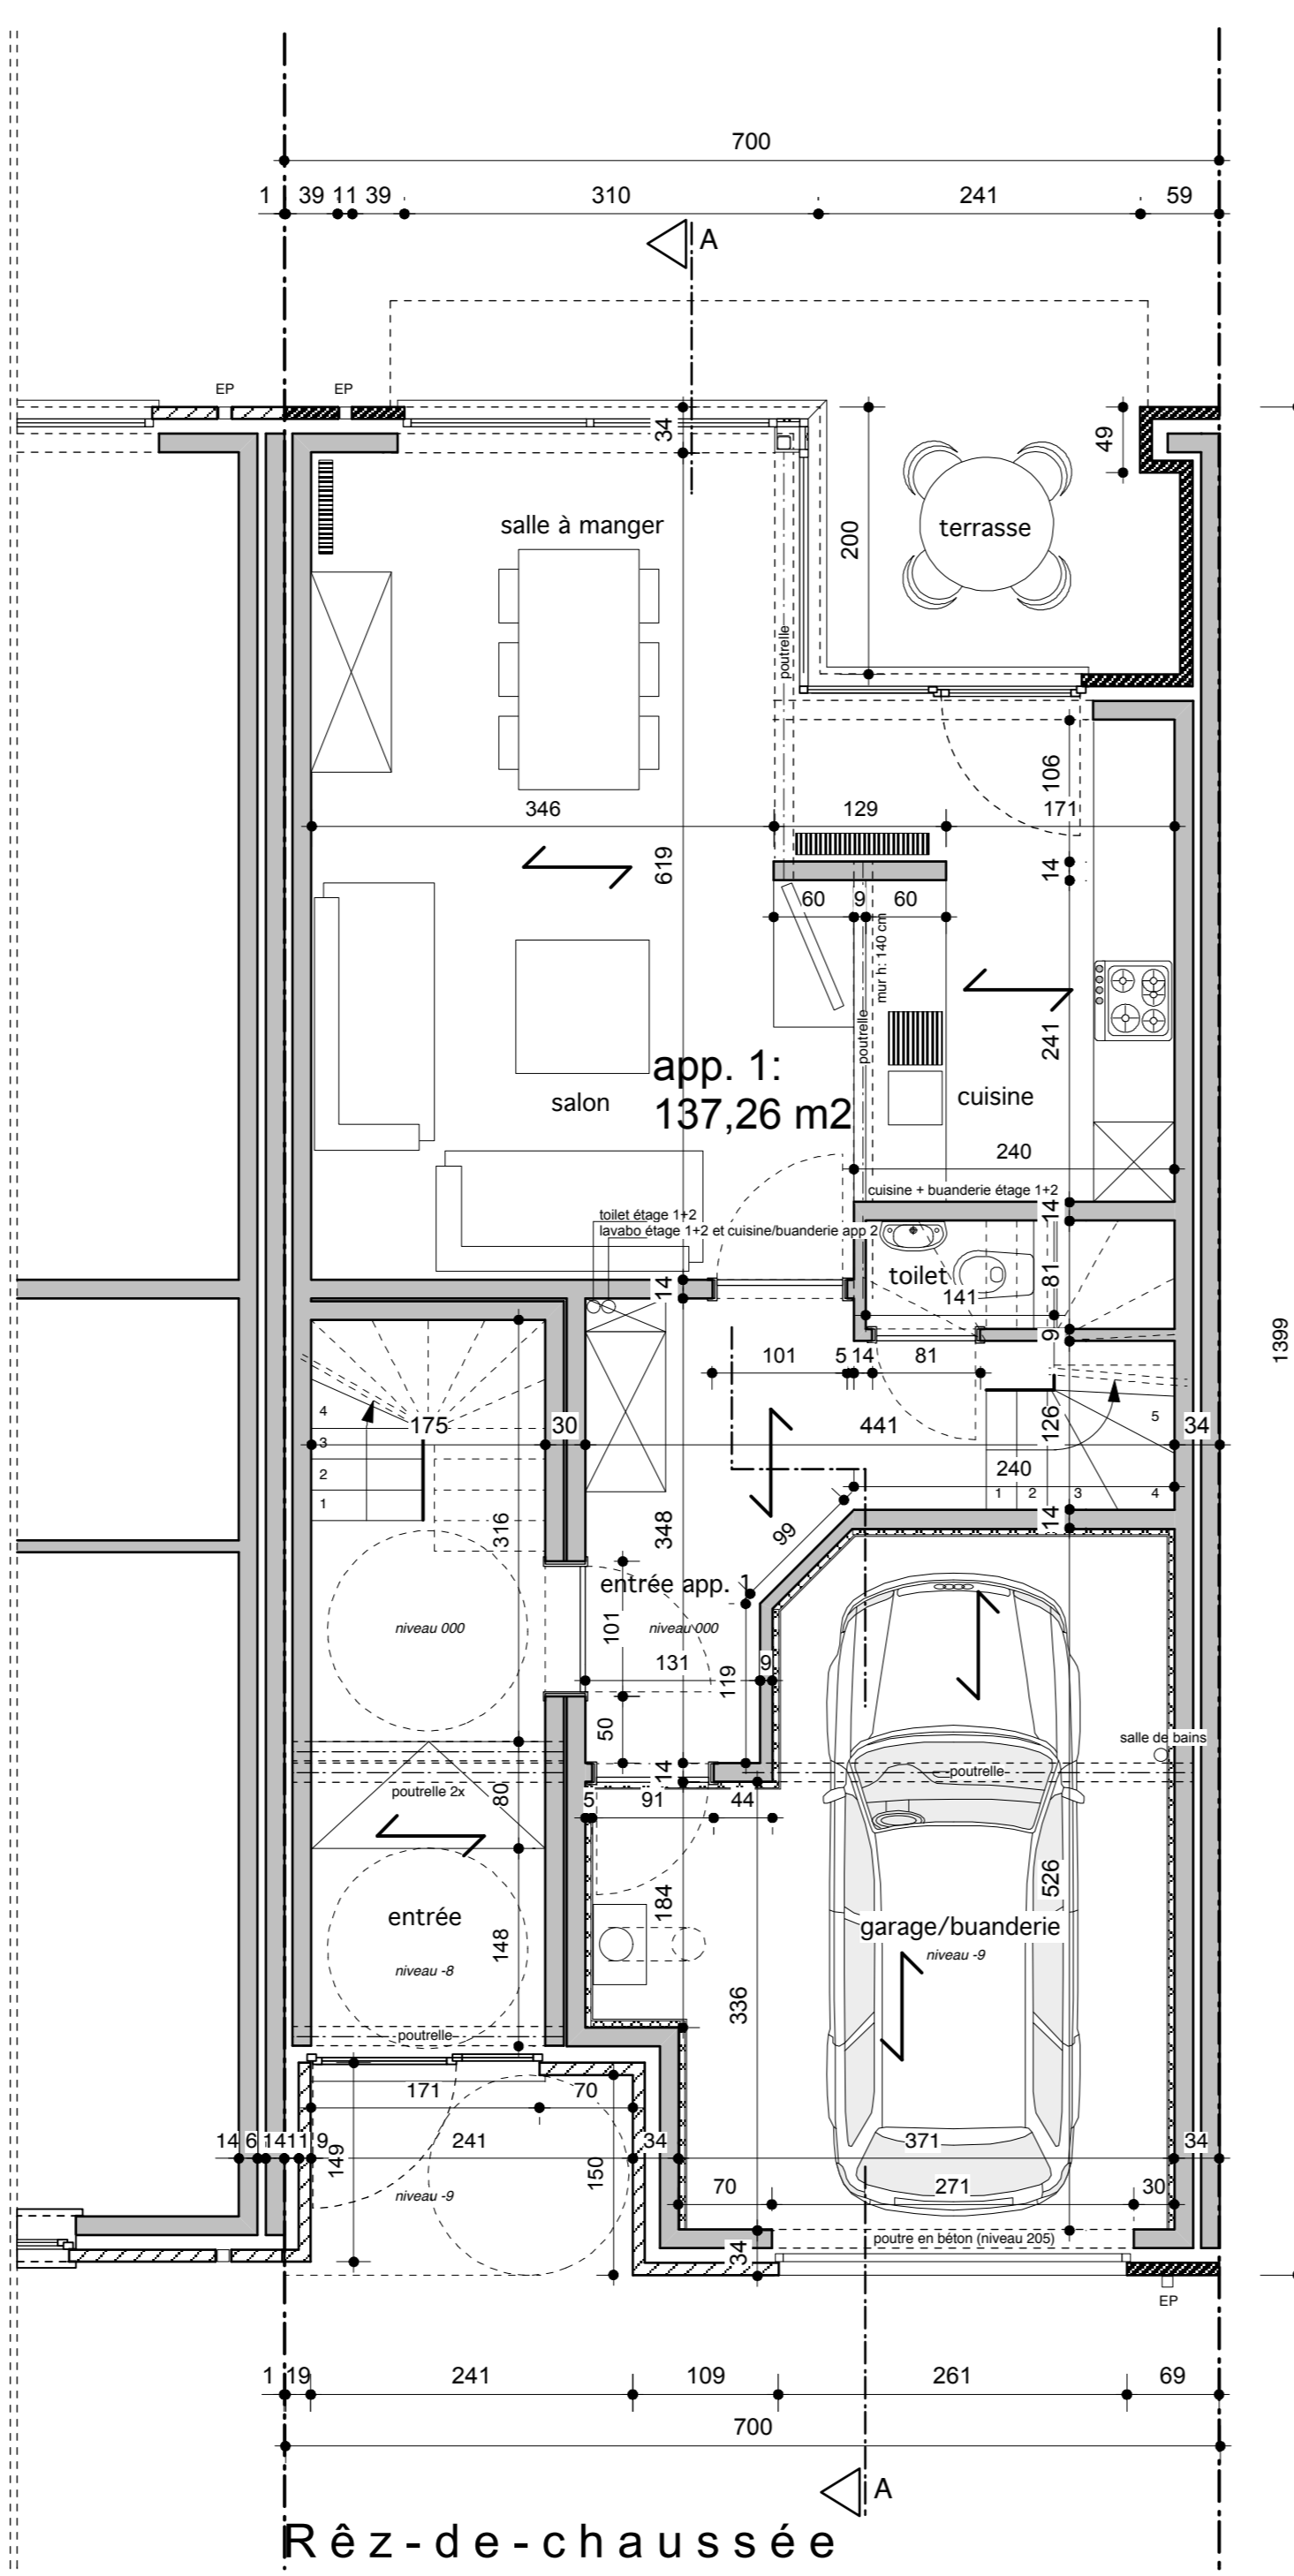 700
1 39 11 39 310 241 59
A
EP EP
34
49
salle à manger
terrasse
200
poutrelle
106
346 129 171
619
14
60 9 60
mur h: 140 cm
poutrelle
241
app. 1:
137,26 m2
salon
cuisine
240
cuisine + buanderie étage 1+2
toilet étage 1+2
lavabo étage 1+2 et cuisine/buanderie app 2
14
14
toilet
81
141
1399
9
101 5 14 81
4
3
2
1
175 30 441 126 5 34
240
1 2 3 4
316
348
99
14
entrée app. 1
niveau 000
niveau 000
101
131
119
9
50
salle de bains
14
poutrelle
poutrelle 2x
80
5 91 44
526
184
entrée
148
garage/buanderie
niveau -9
niveau -8
336
poutrelle
171 70
14 6 14 11 9
149
241
150
34
371
34
niveau -9
70 271 30
34
poutre en béton (niveau 205)
EP
1 19 241 109 261 69
700
A
Rêz-de-chaussée